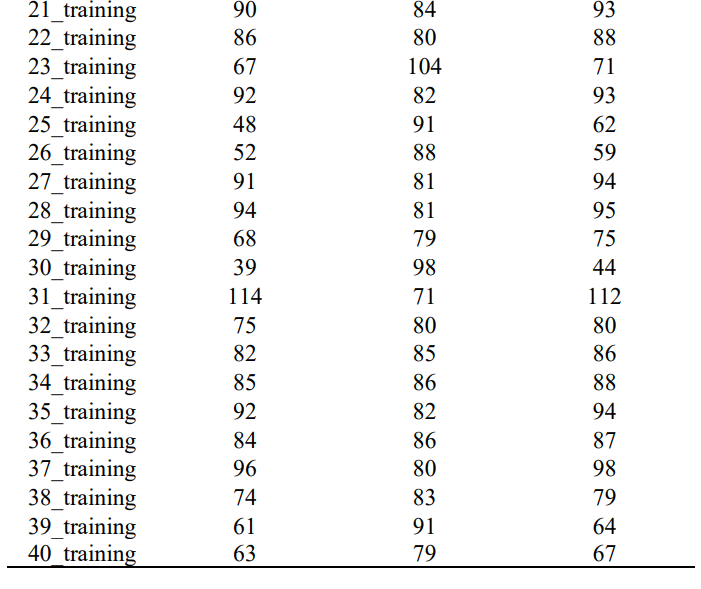 21_training 90 84 93
22_training 86 80 88
23_training 67 104 71
24_training 92 82 93
25_training 48 91 62
26_training 52 88 59
27_training 91 81 94
28_training 94 81 95
29_training 68 79 75
30_training 39 98 44
31_training 114 71 112
32_training 75 80 80
33_training 82 85 86
34_training 85 86 88
35_training 92 82 94
36_training 84 86 87
37_training 96 80 98
38_training 74 83 79
39_training 61 91 64
40_training 63 79 67